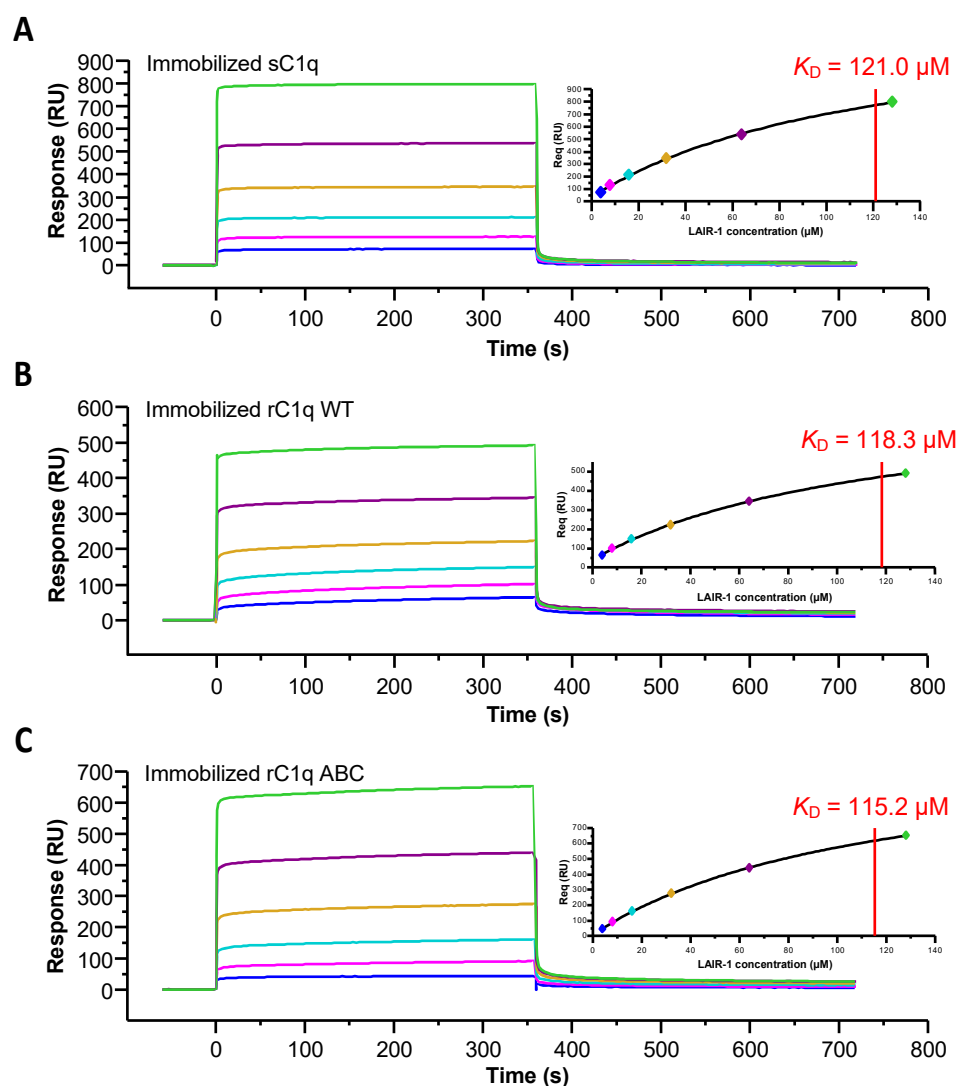 A
Immobilized sC1q
K_D = 121.0 µM
Response (RU)
900
800
700
600
500
400
300
200
100
0
0 100 200 300 400 500 600 700 800
Time (s)
Req (RU)
900
800
700
600
500
400
300
200
100
0
0 20 40 60 80 100 120 140
LAIR-1 concentration (µM)
B
Immobilized rC1q WT
K_D = 118.3 µM
Response (RU)
600
500
400
300
200
100
0
0 100 200 300 400 500 600 700 800
Time (s)
Req (RU)
500
400
300
200
100
0
0 20 40 60 80 100 120 140
LAIR-1 concentration (µM)
C
Immobilized rC1q ABC
K_D = 115.2 µM
Response (RU)
700
600
500
400
300
200
100
0
0 100 200 300 400 500 600 700 800
Time (s)
Req (RU)
700
600
500
400
300
200
100
0
0 20 40 60 80 100 120 140
LAIR-1 concentration (µM)